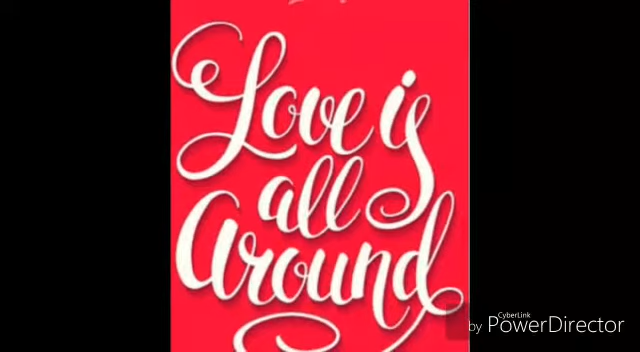 Love is
all
Around
CyberLink
by PowerDirector